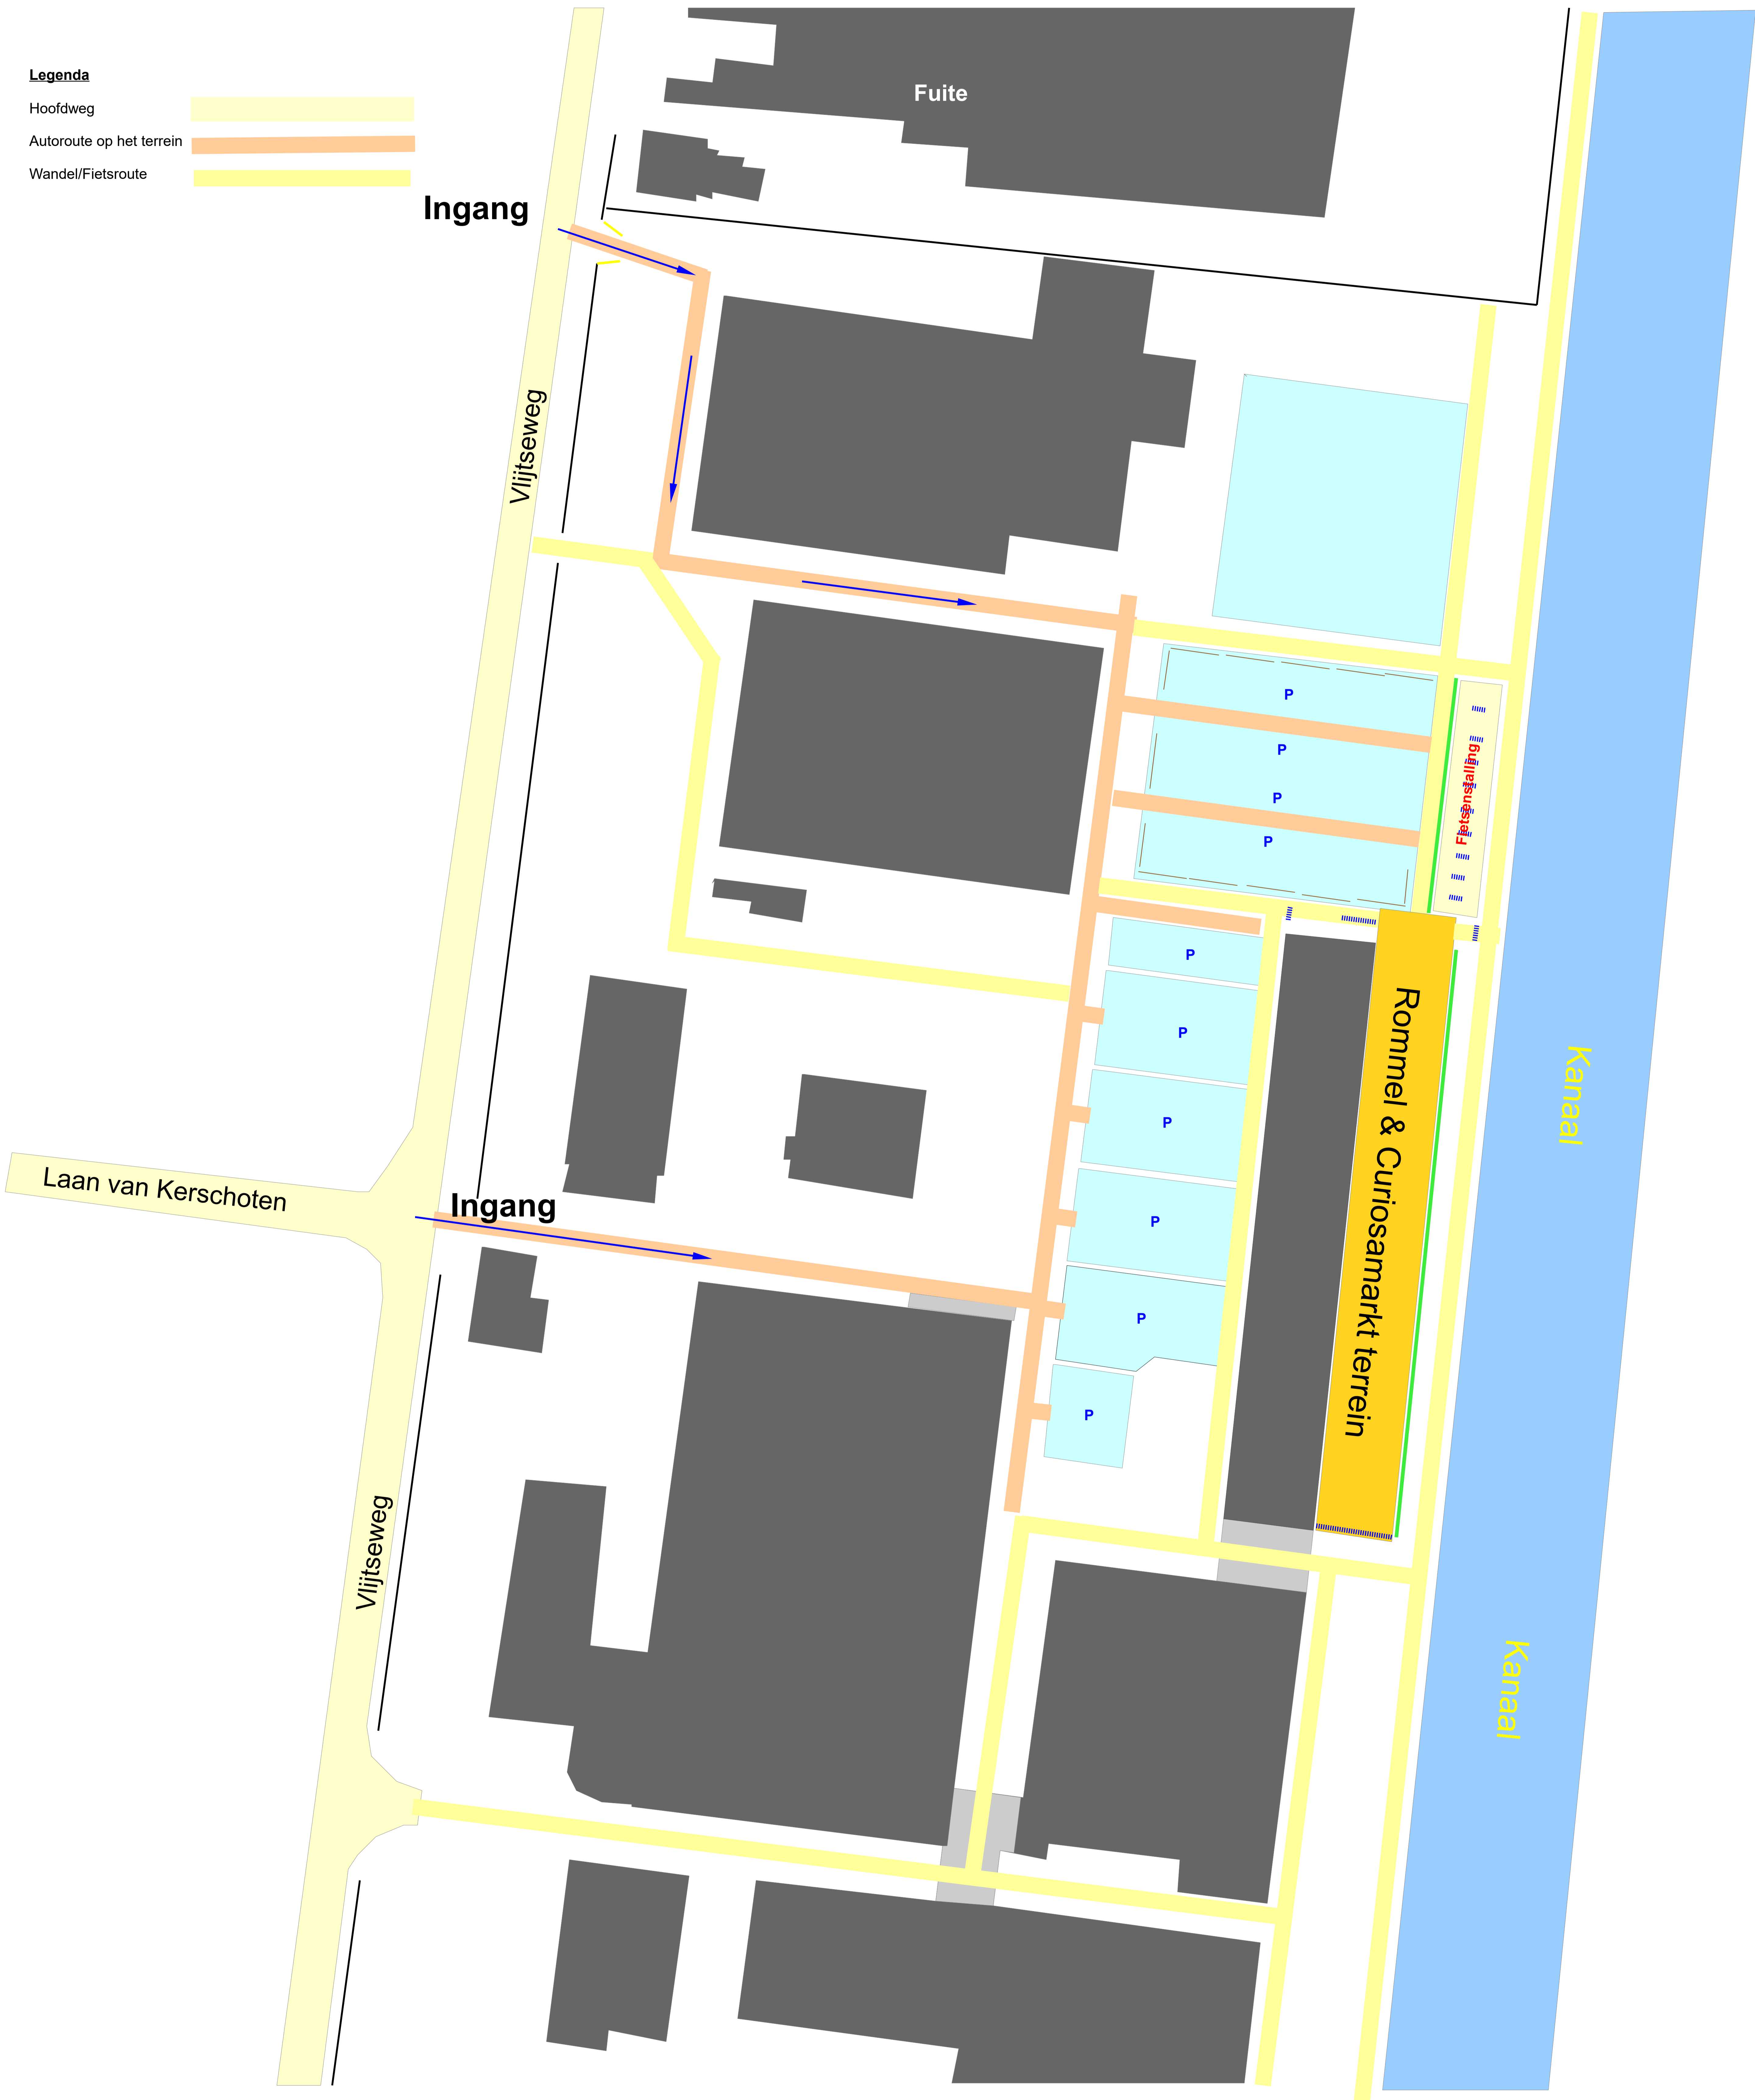 Legenda
Hoofdweg
Autoroute op het terrein
Wandel/Fietsroute
Fuite
Ingang
Vlijtseweg
P
P
P
P
Fietsenstalling
P
P
P
P
P
P
Rommel & Curiosamarkt terrein
Kanaal
Laan van Kerschoten
Ingang
Vlijtseweg
Kanaal